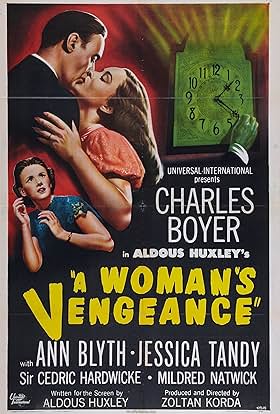 UNIVERSAL-INTERNATIONAL
presents
CHARLES
BOYER
in ALDOUS HUXLEY'S
"A WOMAN'S
VENGEANCE"
with ANN BLYTH · JESSICA TANDY
Sir CEDRIC HARDWICKE · MILDRED NATWICK
Written for the Screen by
ALDOUS HUXLEY
Produced and Directed by
ZOLTAN KORDA